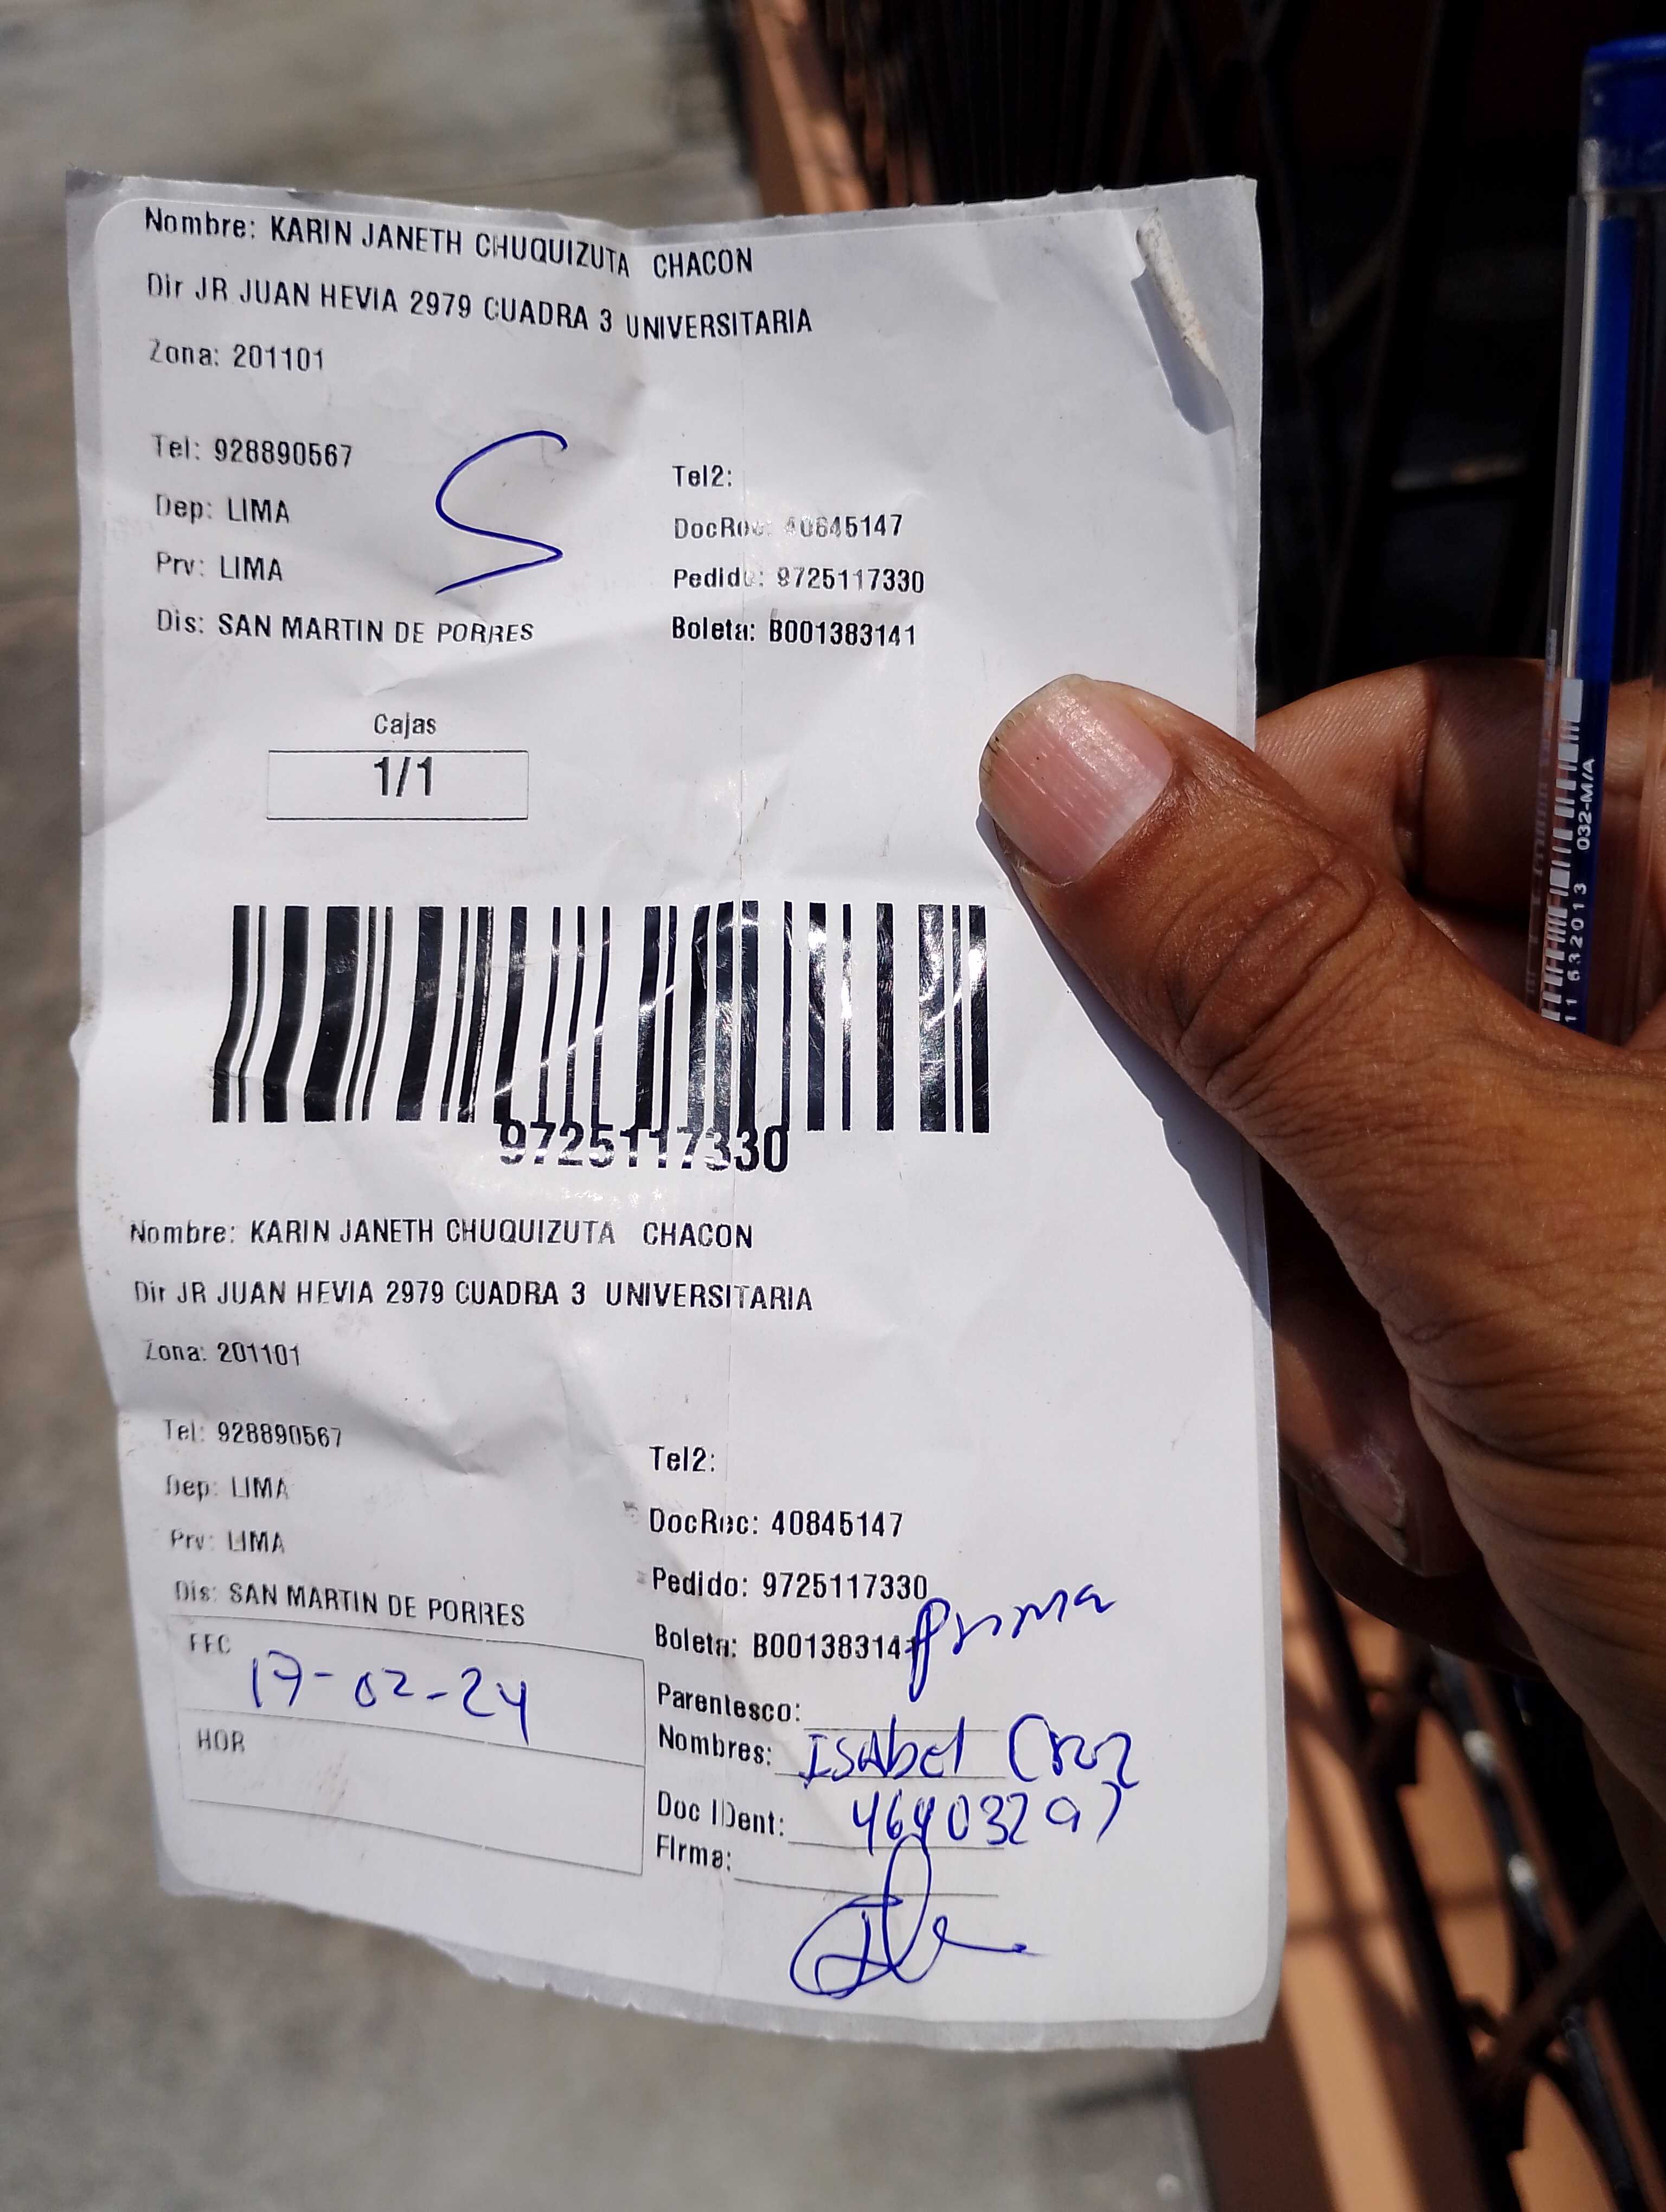 Nombre: KARIN JANETH CHUQUIZUTA CHACON
Dir JR JUAN HEVIA 2979 CUADRA 3 UNIVERSITARIA
Zona: 201101
Tel: 928890567
Tel2:
Dep: LIMA
DocRec: 40845147
Prv: LIMA
Pedido: 9725117330
Dis: SAN MARTIN DE PORRES
Boleta: B001383141
S
Cajas
1/1
9725117330
Nombre: KARIN JANETH CHUQUIZUTA CHACON
Dir JR JUAN HEVIA 2979 CUADRA 3 UNIVERSITARIA
Zona: 201101
Tel: 928890567
Tel2:
Dep: LIMA
DocRec: 40845147
Prv: LIMA
Pedido: 9725117330
Dis: SAN MARTIN DE PORRES
Boleta: B001383141
FEC 17-02-24
HOR
Parentesco: Prima
Nombres: ISAbel Cruz
Doc IDent: 46403297
FIrma:
11 632013 032-M/A